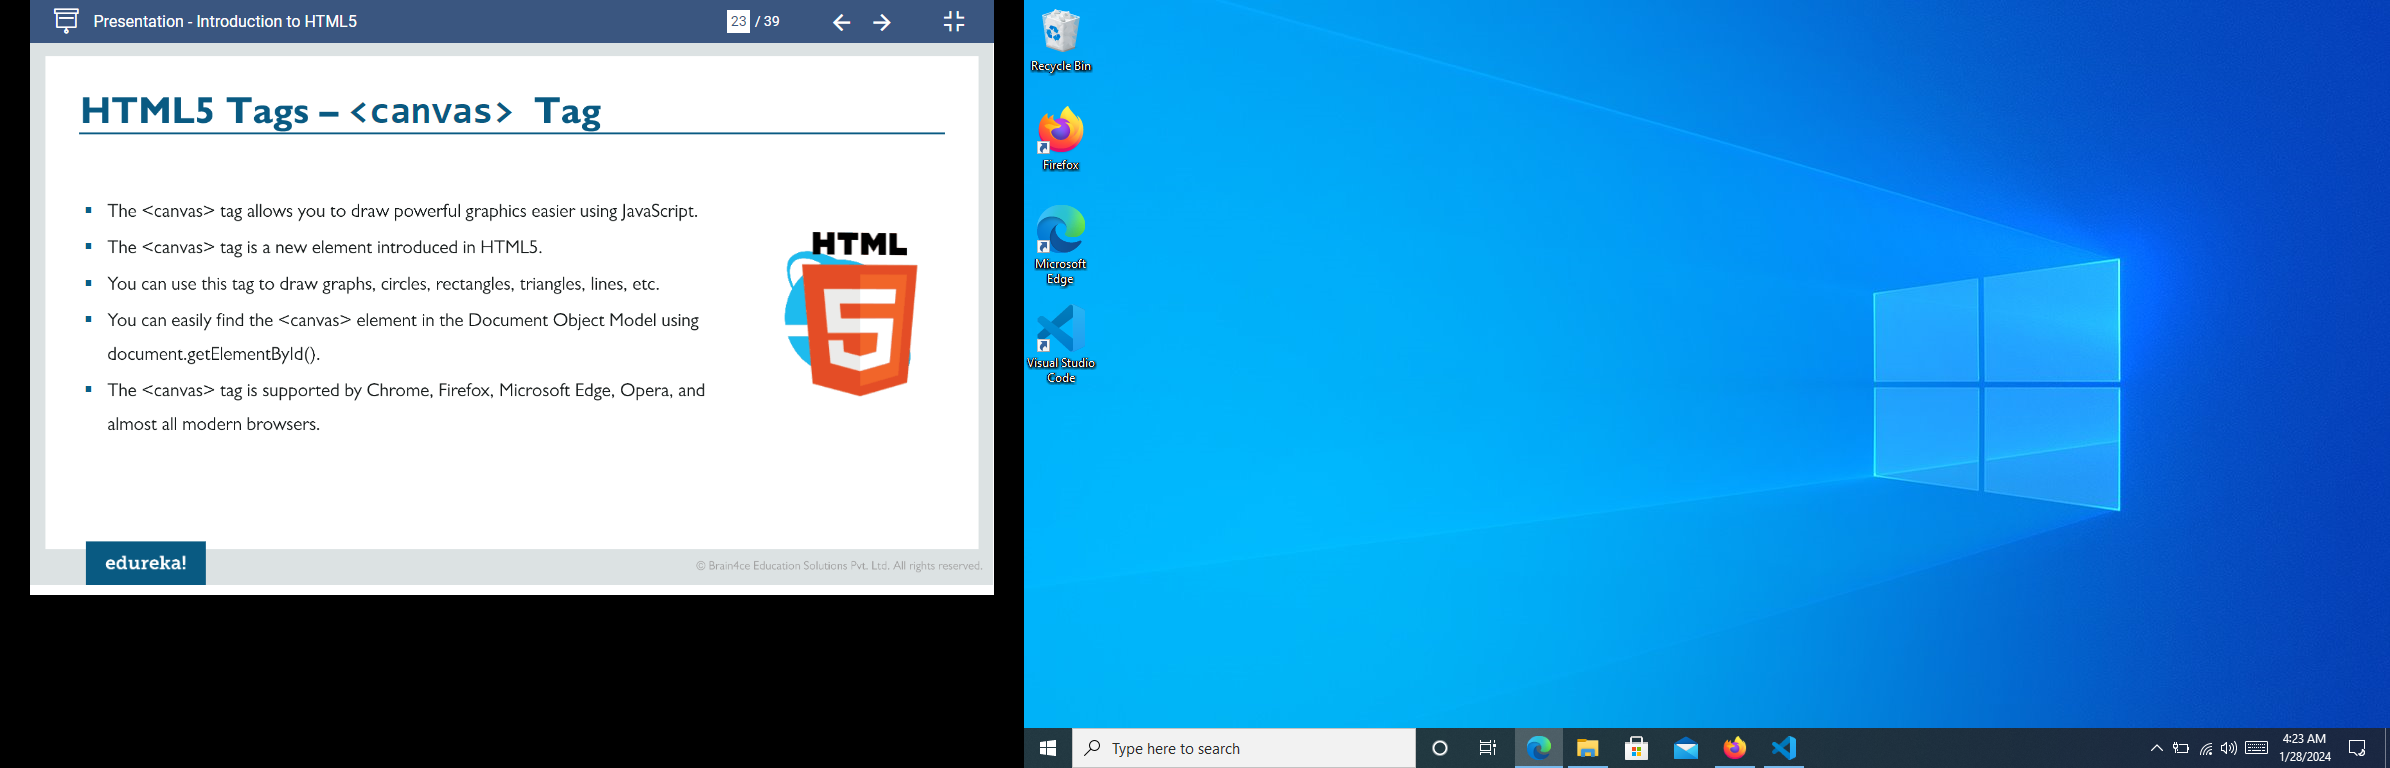 Presentation - Introduction to HTML5
23 / 39
HTML5 Tags – <canvas> Tag
▪ The <canvas> tag allows you to draw powerful graphics easier using JavaScript.
▪ The <canvas> tag is a new element introduced in HTML5.
▪ You can use this tag to draw graphs, circles, rectangles, triangles, lines, etc.
▪ You can easily find the <canvas> element in the Document Object Model using
document.getElementById().
▪ The <canvas> tag is supported by Chrome, Firefox, Microsoft Edge, Opera, and
almost all modern browsers.
HTML
5
edureka!
© Brain4ce Education Solutions Pvt. Ltd. All rights reserved.
Recycle Bin
Firefox
Microsoft
Edge
Visual Studio
Code
Type here to search
4:23 AM
1/28/2024